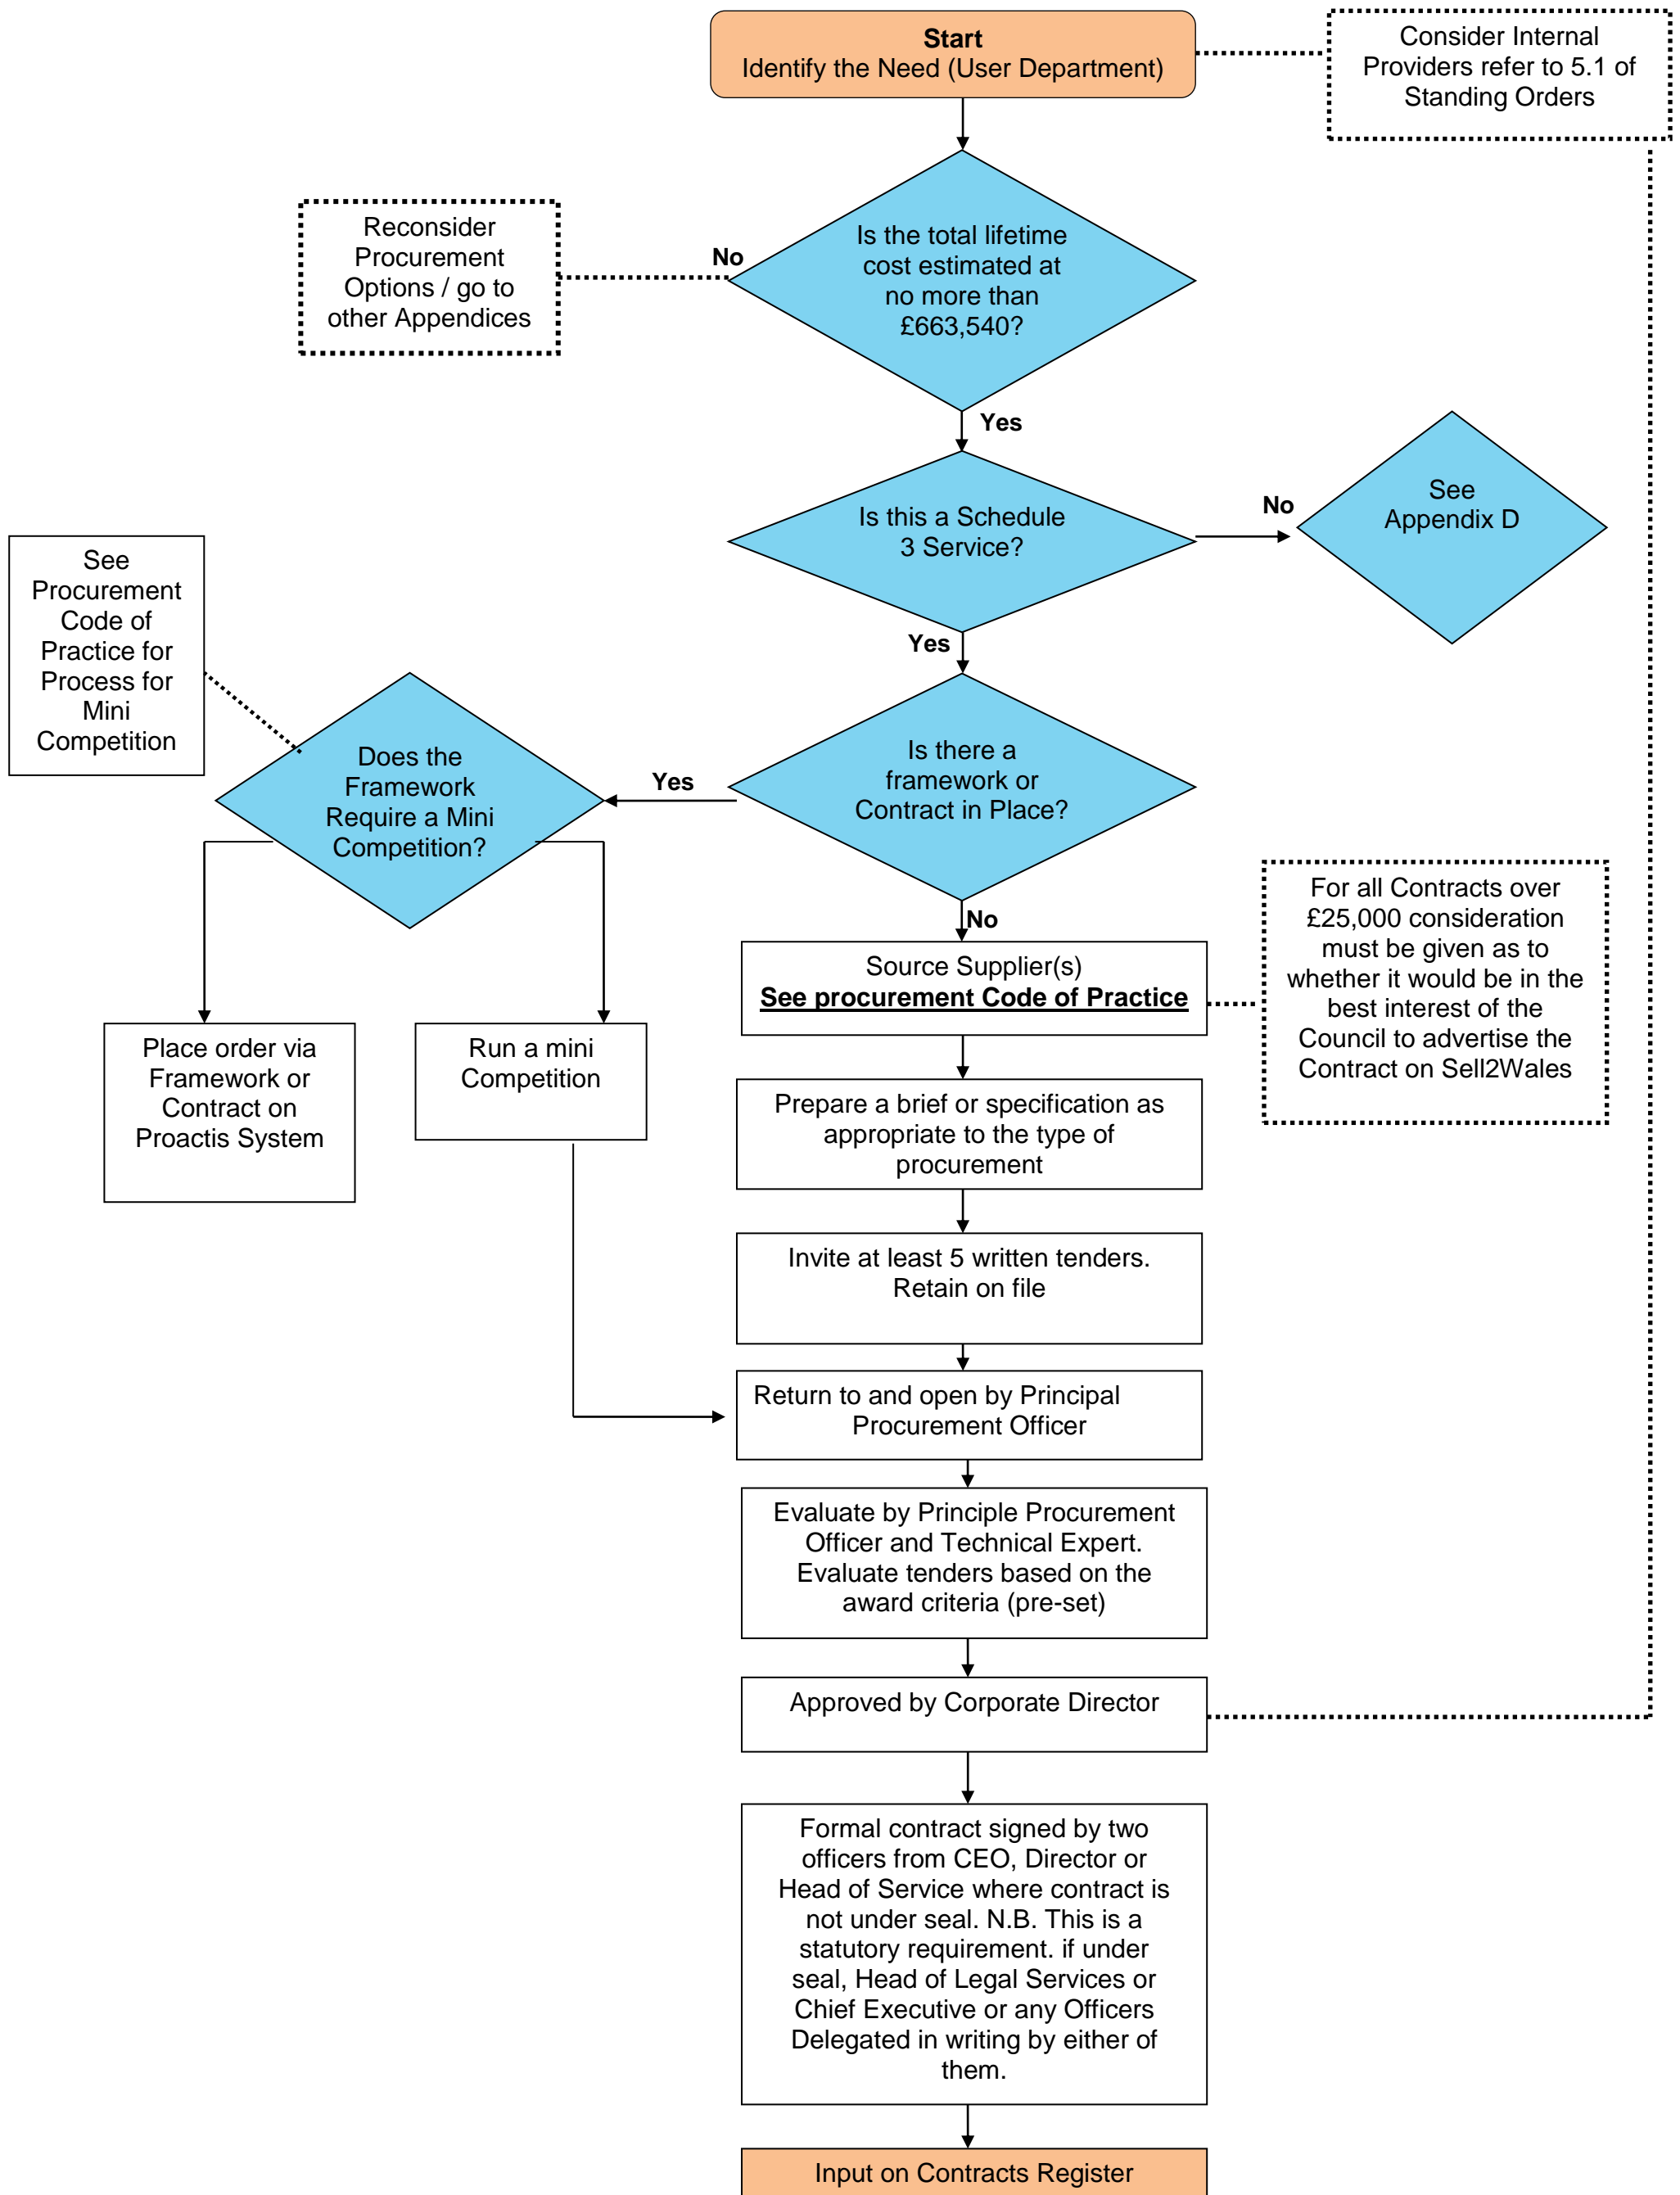 Start
Identify the Need (User Department)
Consider Internal
Providers refer to 5.1 of
Standing Orders
Reconsider
Procurement
Options / go to
other Appendices
No
Is the total lifetime
cost estimated at
no more than
£663,540?
Yes
Is this a Schedule
3 Service?
No
See
Appendix D
Yes
See
Procurement
Code of
Practice for
Process for
Mini
Competition
Does the
Framework
Require a Mini
Competition?
Yes
Is there a
framework or
Contract in Place?
No
For all Contracts over
£25,000 consideration
must be given as to
whether it would be in the
best interest of the
Council to advertise the
Contract on Sell2Wales
Source Supplier(s)
See procurement Code of Practice
Place order via
Framework or
Contract on
Proactis System
Run a mini
Competition
Prepare a brief or specification as
appropriate to the type of
procurement
Invite at least 5 written tenders.
Retain on file
Return to and open by Principal
Procurement Officer
Evaluate by Principle Procurement
Officer and Technical Expert.
Evaluate tenders based on the
award criteria (pre-set)
Approved by Corporate Director
Formal contract signed by two
officers from CEO, Director or
Head of Service where contract is
not under seal. N.B. This is a
statutory requirement. if under
seal, Head of Legal Services or
Chief Executive or any Officers
Delegated in writing by either of
them.
Input on Contracts Register